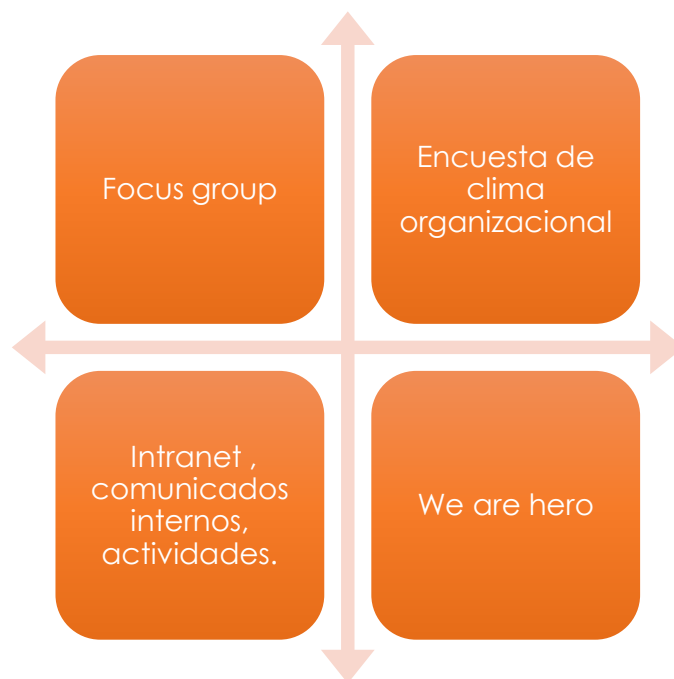 Focus group
Encuesta de
clima
organizacional
Intranet ,
comunicados
internos,
actividades.
We are hero